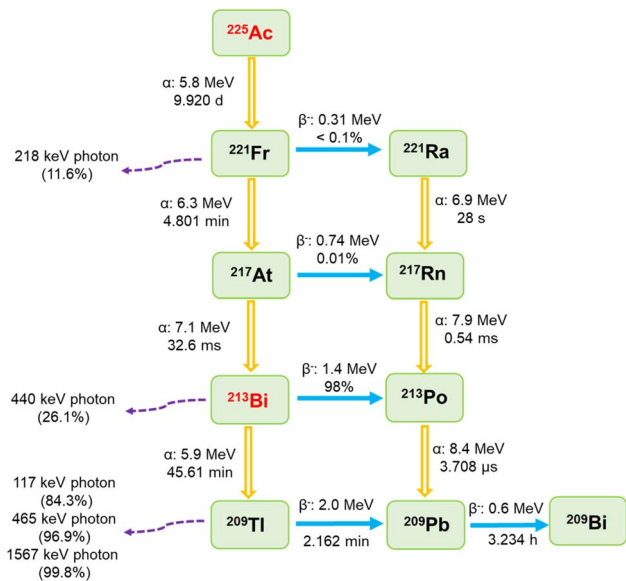 ²²⁵Ac
α: 5.8 MeV
9.920 d
²²¹Fr
β⁻: 0.31 MeV
< 0.1%
²²¹Ra
218 keV photon
(11.6%)
α: 6.3 MeV
4.801 min
α: 6.9 MeV
28 s
²¹⁷At
β⁻: 0.74 MeV
0.01%
²¹⁷Rn
α: 7.1 MeV
32.6 ms
α: 7.9 MeV
0.54 ms
440 keV photon
(26.1%)
²¹³Bi
β⁻: 1.4 MeV
98%
²¹³Po
α: 5.9 MeV
45.61 min
α: 8.4 MeV
3.708 µs
117 keV photon
(84.3%)
465 keV photon
(96.9%)
1567 keV photon
(99.8%)
²⁰⁹Tl
β⁻: 2.0 MeV
2.162 min
²⁰⁹Pb
β⁻: 0.6 MeV
3.234 h
²⁰⁹Bi